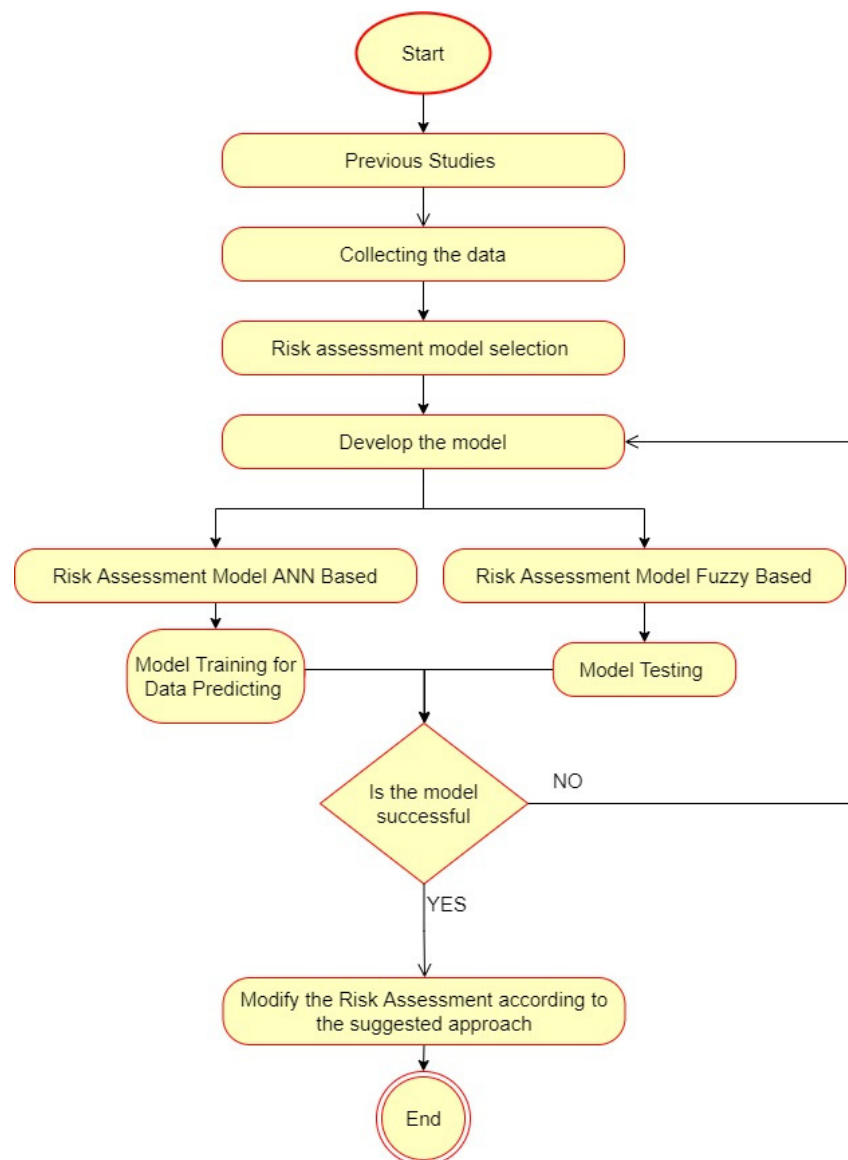 Start
Previous Studies
Collecting the data
Risk assessment model selection
Develop the model
Risk Assessment Model ANN Based
Risk Assessment Model Fuzzy Based
Model Training for
Data Predicting
Model Testing
Is the model
successful
NO
YES
Modify the Risk Assessment according to
the suggested approach
End